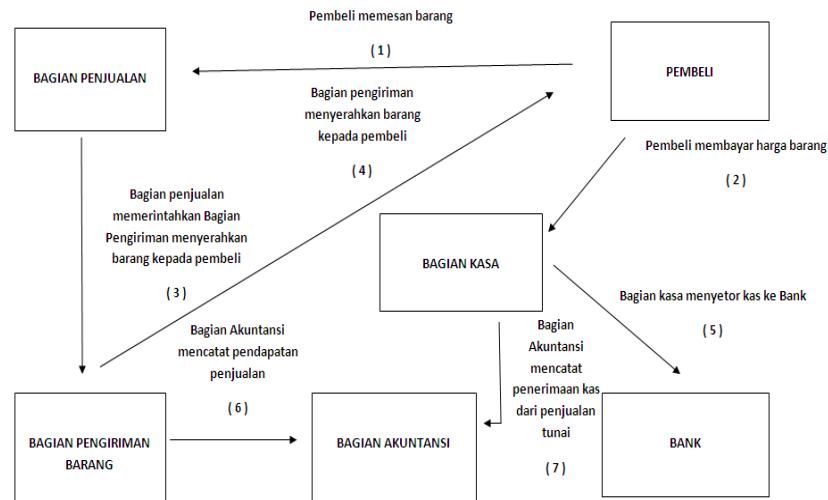 Pembeli memesan barang
( 1 )
BAGIAN PENJUALAN
PEMBELI
Bagian pengiriman
menyerahkan barang
kepada pembeli
( 4 )
Pembeli membayar harga barang
( 2 )
Bagian penjualan
memerintahkan Bagian
Pengiriman menyerahkan
barang kepada pembeli
( 3 )
BAGIAN KASA
Bagian kasa menyetor kas ke Bank
( 5 )
Bagian Akuntansi
mencatat pendapatan
penjualan
( 6 )
Bagian
Akuntansi
mencatat
penerimaan kas
dari penjualan
tunai
( 7 )
BAGIAN PENGIRIMAN
BARANG
BAGIAN AKUNTANSI
BANK